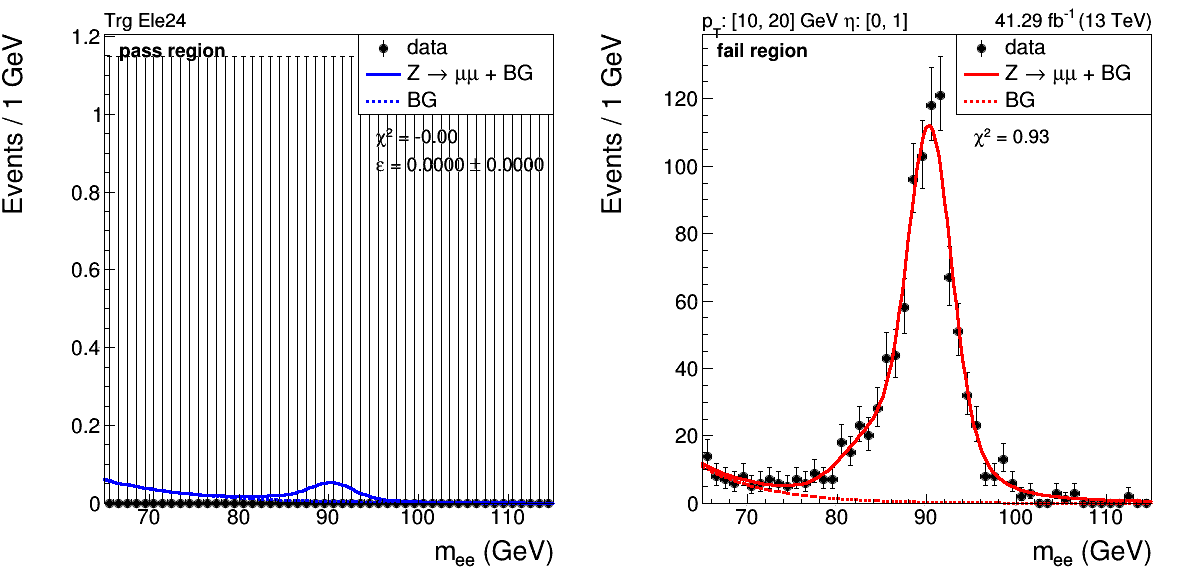 Trg Ele24
pass region
data
Z → μμ + BG
BG
χ² = -0.00
ε = 0.0000 ± 0.0000
Events / 1 GeV
1.2
1
0.8
0.6
0.4
0.2
0
70 80 90 100 110
m_ee (GeV)
p_T: [10, 20] GeV η: [0, 1]
41.29 fb⁻¹ (13 TeV)
fail region
data
Z → μμ + BG
BG
χ² = 0.93
Events / 1 GeV
120
100
80
60
40
20
0
70 80 90 100 110
m_ee (GeV)